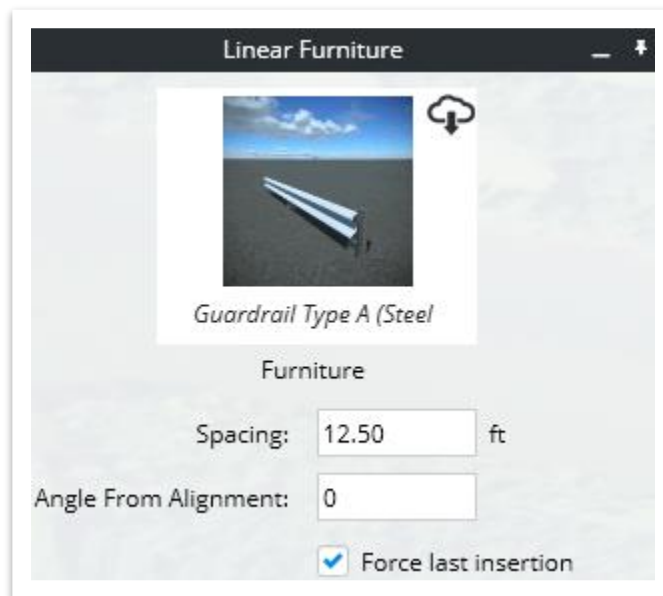 Linear Furniture
Guardrail Type A (Steel
Furniture
Spacing: 12.50 ft
Angle From Alignment: 0
Force last insertion